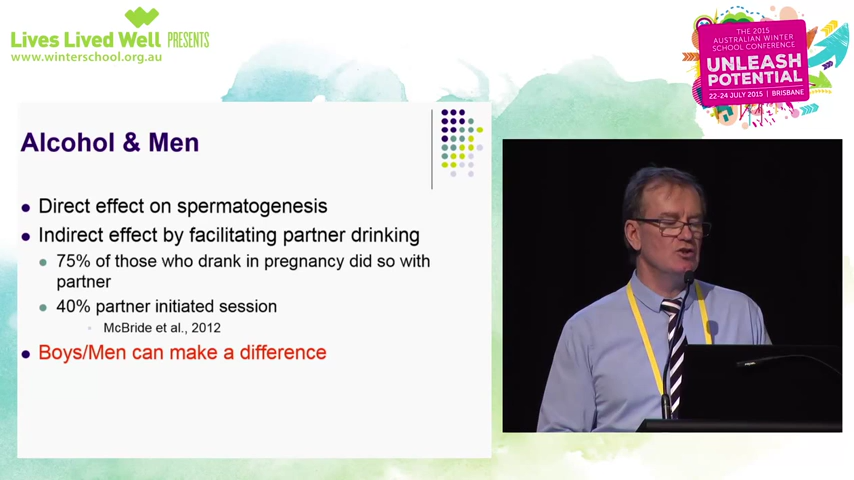 Lives Lived Well PRESENTS
www.winterschool.org.au
THE 2015
AUSTRALIAN WINTER
SCHOOL CONFERENCE
UNLEASH
POTENTIAL
22-24 JULY 2015 | BRISBANE
Alcohol & Men
Direct effect on spermatogenesis
Indirect effect by facilitating partner drinking
75% of those who drank in pregnancy did so with
partner
40% partner initiated session
McBride et al., 2012
Boys/Men can make a difference